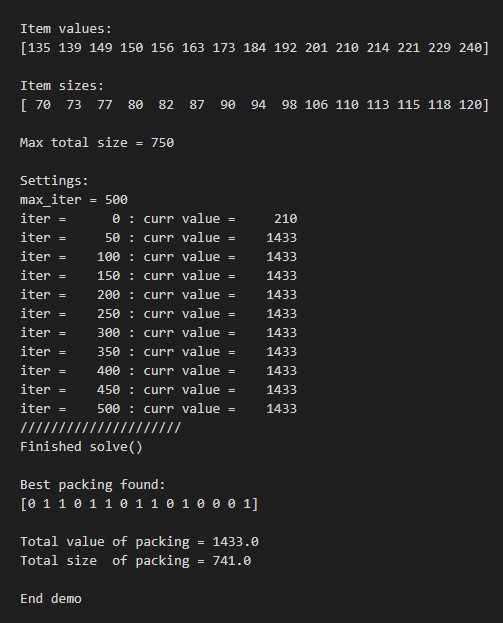 Item values:
[135 139 149 150 156 163 173 184 192 201 210 214 221 229 240]
Item sizes:
[ 70  73  77  80  82  87  90  94  98 106 110 113 115 118 120]
Max total size = 750
Settings:
max_iter = 500
iter =      0 : curr value =     210
iter =     50 : curr value =    1433
iter =    100 : curr value =    1433
iter =    150 : curr value =    1433
iter =    200 : curr value =    1433
iter =    250 : curr value =    1433
iter =    300 : curr value =    1433
iter =    350 : curr value =    1433
iter =    400 : curr value =    1433
iter =    450 : curr value =    1433
iter =    500 : curr value =    1433
/////////////////////
Finished solve()
Best packing found:
[0 1 1 0 1 1 0 1 1 0 1 0 0 0 1]
Total value of packing = 1433.0
Total size  of packing = 741.0
End demo